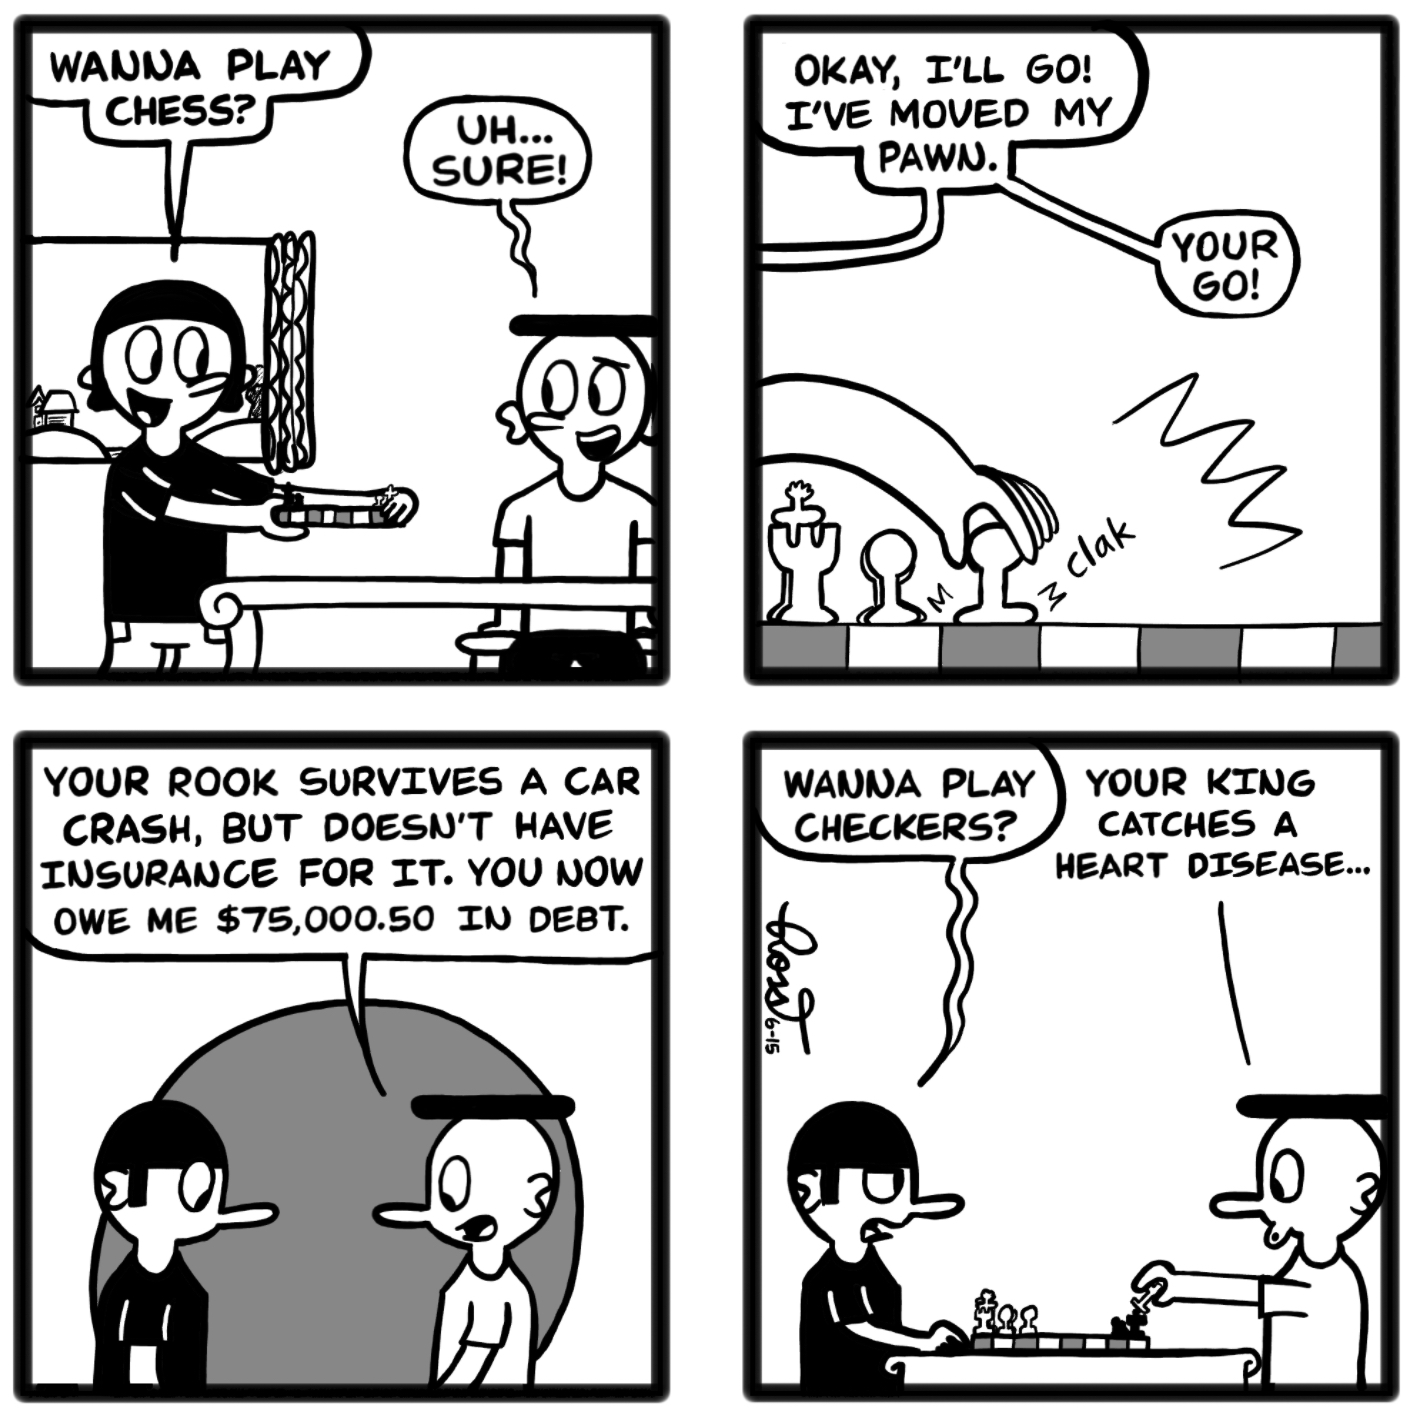 WANNA PLAY
CHESS?
UH...
SURE!
OKAY, I'LL GO!
I'VE MOVED MY
PAWN.
YOUR
GO!
clak
YOUR ROOK SURVIVES A CAR
CRASH, BUT DOESN'T HAVE
INSURANCE FOR IT. YOU NOW
OWE ME $75,000.50 IN DEBT.
WANNA PLAY
CHECKERS?
YOUR KING
CATCHES A
HEART DISEASE...
6-15